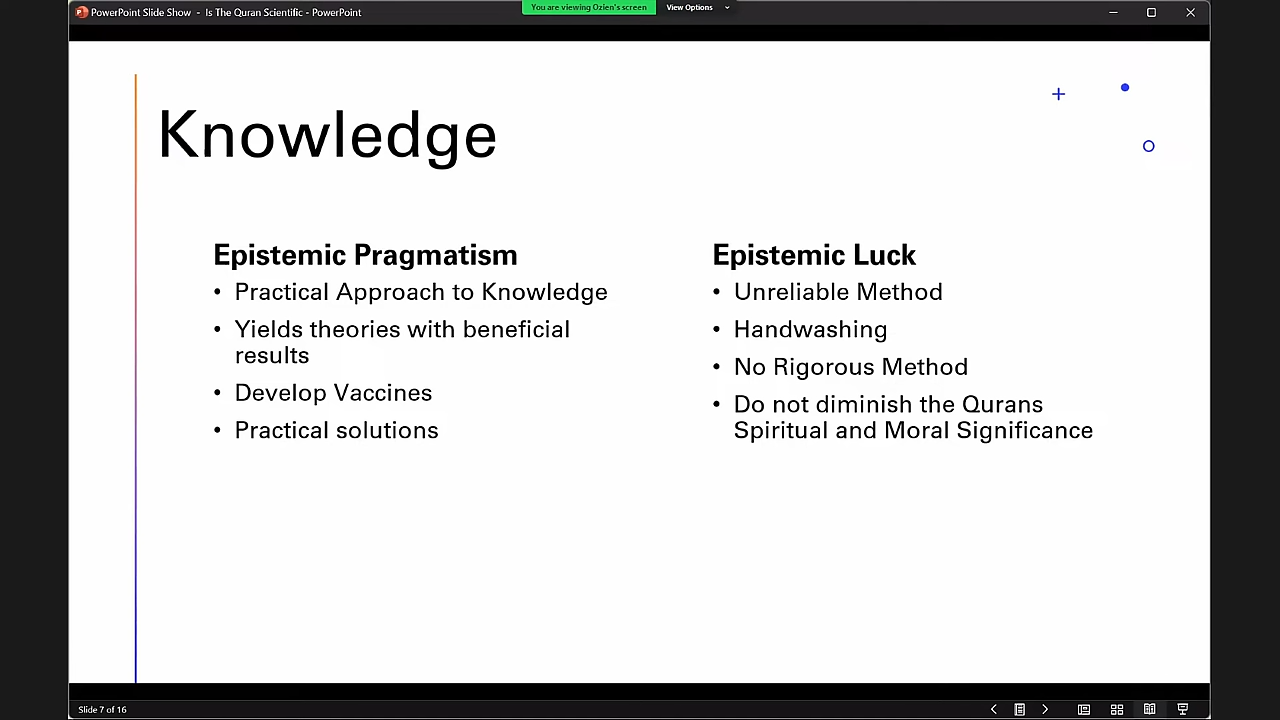 PowerPoint Slide Show - Is The Quran Scientific - PowerPoint
You are viewing Ozien's screen
View Options
Knowledge
Epistemic Pragmatism
• Practical Approach to Knowledge
• Yields theories with beneficial
results
• Develop Vaccines
• Practical solutions
Epistemic Luck
• Unreliable Method
• Handwashing
• No Rigorous Method
• Do not diminish the Qurans
Spiritual and Moral Significance
Slide 7 of 16